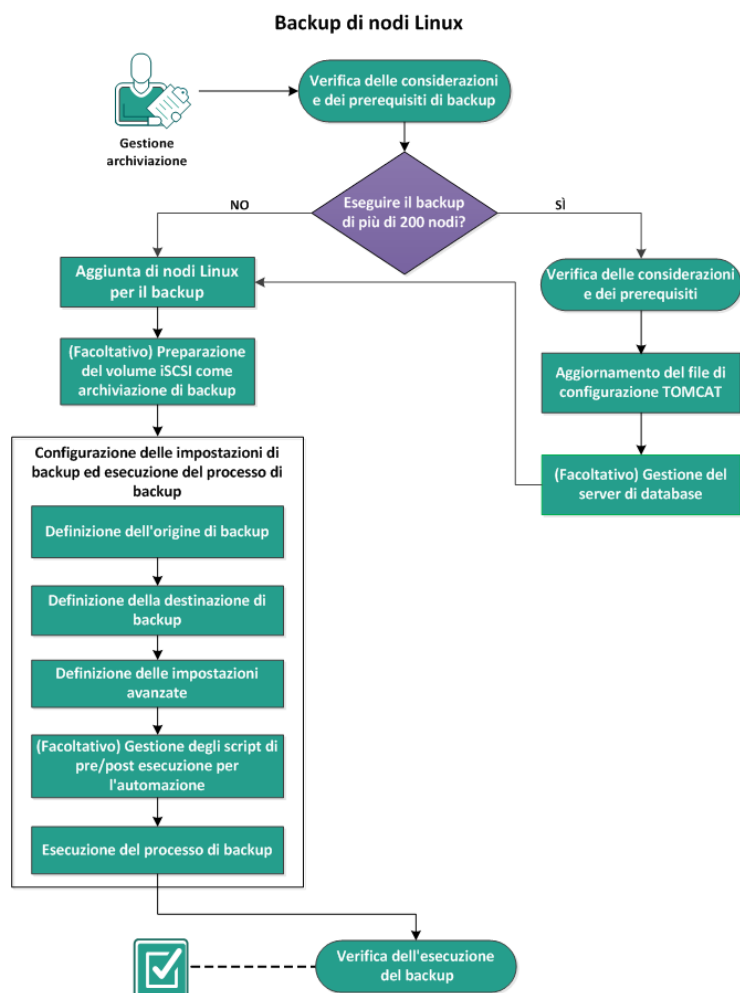 Backup di nodi Linux
Gestione
archiviazione
Verifica delle considerazioni
e dei prerequisiti di backup
Eseguire il backup
di più di 200 nodi?
NO
SÌ
Aggiunta di nodi Linux
per il backup
Verifica delle considerazioni
e dei prerequisiti
(Facoltativo) Preparazione
del volume iSCSI come
archiviazione di backup
Aggiornamento del file di
configurazione TOMCAT
(Facoltativo) Gestione del
server di database
Configurazione delle impostazioni di
backup ed esecuzione del processo di
backup
Definizione dell'origine di backup
Definizione della destinazione di
backup
Definizione delle impostazioni
avanzate
(Facoltativo) Gestione degli script di
pre/post esecuzione per
l'automazione
Esecuzione del processo di backup
Verifica dell'esecuzione
del backup